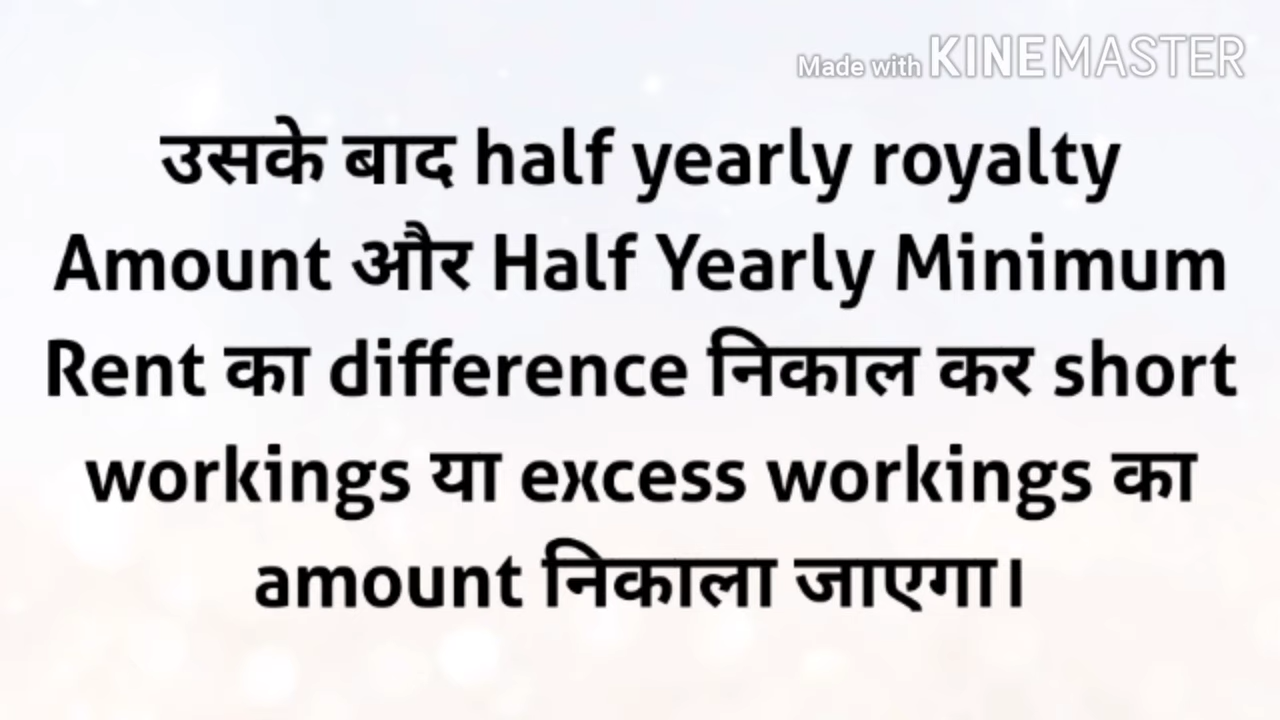 Made with KINEMASTER
उसके बाद half yearly royalty
Amount और Half Yearly Minimum
Rent का difference निकाल कर short
workings या excess workings का
amount निकाला जाएगा।